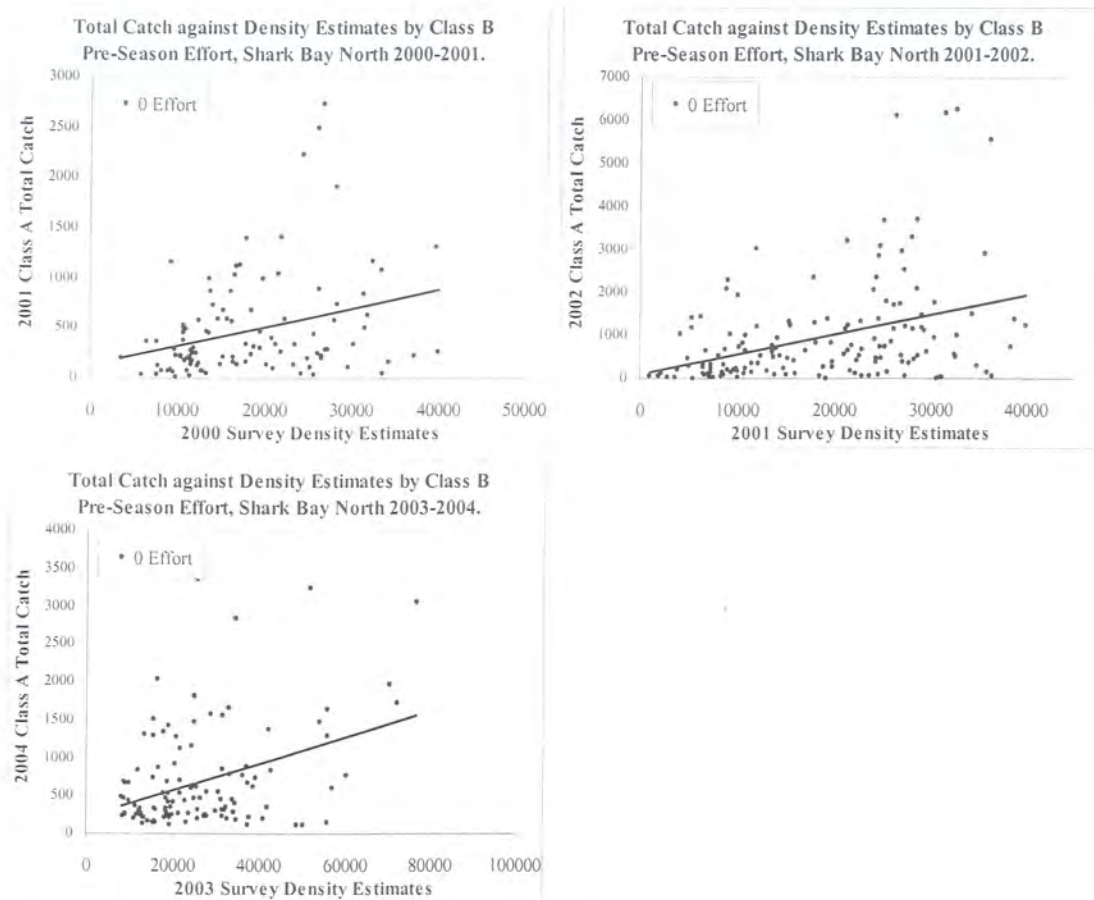 Total Catch against Density Estimates by Class B
Pre-Season Effort, Shark Bay North 2000-2001.
3000
2500
2000
1500
1000
500
0
2001 Class A Total Catch
0 Effort
0 10000 20000 30000 40000 50000
2000 Survey Density Estimates
Total Catch against Density Estimates by Class B
Pre-Season Effort, Shark Bay North 2001-2002.
7000
6000
5000
4000
3000
2000
1000
0
2002 Class A Total Catch
0 Effort
0 10000 20000 30000 40000
2001 Survey Density Estimates
Total Catch against Density Estimates by Class B
Pre-Season Effort, Shark Bay North 2003-2004.
4000
3500
3000
2500
2000
1500
1000
500
0
2004 Class A Total Catch
0 Effort
0 20000 40000 60000 80000 100000
2003 Survey Density Estimates